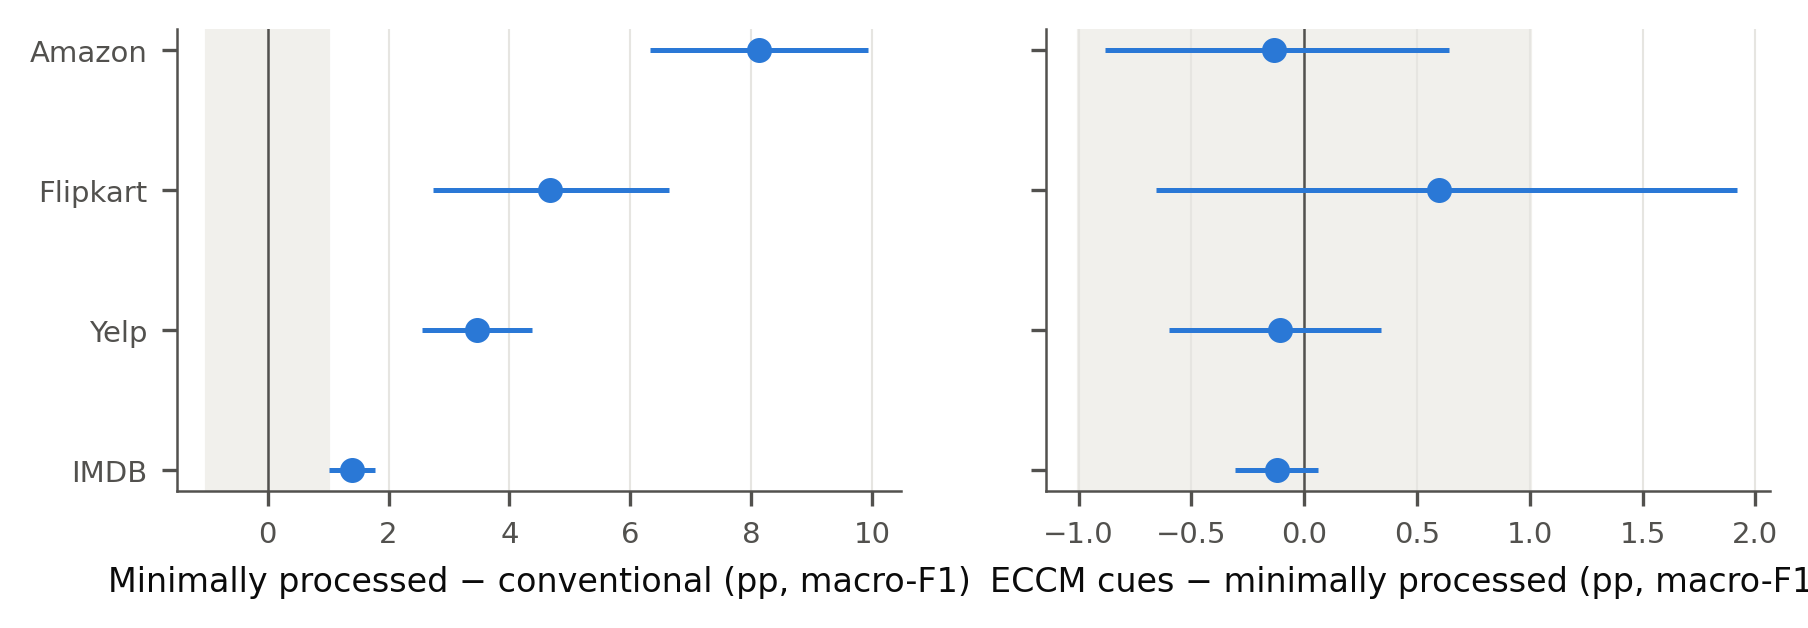 Amazon
Flipkart
Yelp
IMDB
0 2 4 6 8 10
−1.0 −0.5 0.0 0.5 1.0 1.5 2.0
Minimally processed − conventional (pp, macro-F1)
ECCM cues − minimally processed (pp, macro-F1